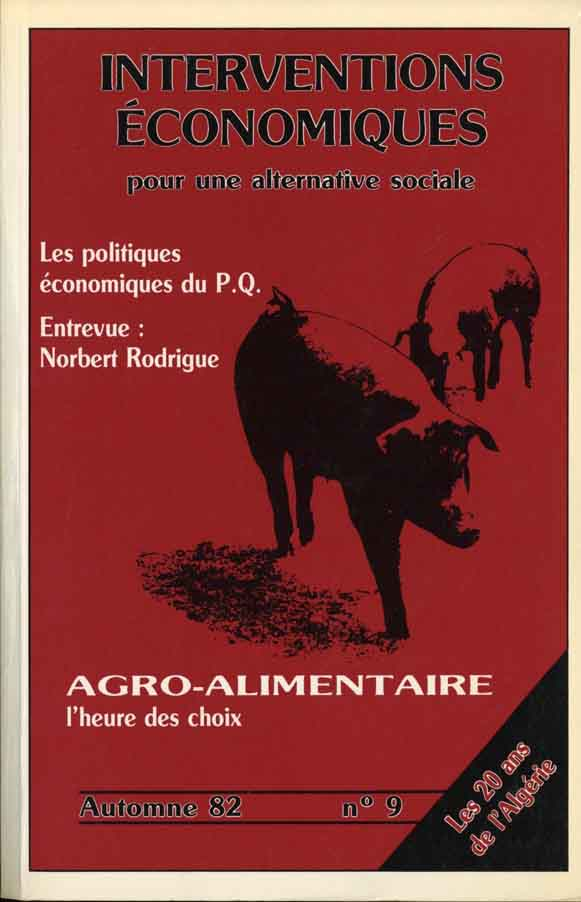 INTERVENTIONS
ÉCONOMIQUES
pour une alternative sociale
Les politiques
économiques du P.Q.
Entrevue :
Norbert Rodrigue
AGRO-ALIMENTAIRE
l'heure des choix
Automne 82 nº 9
Les 20 ans
de l'Algérie